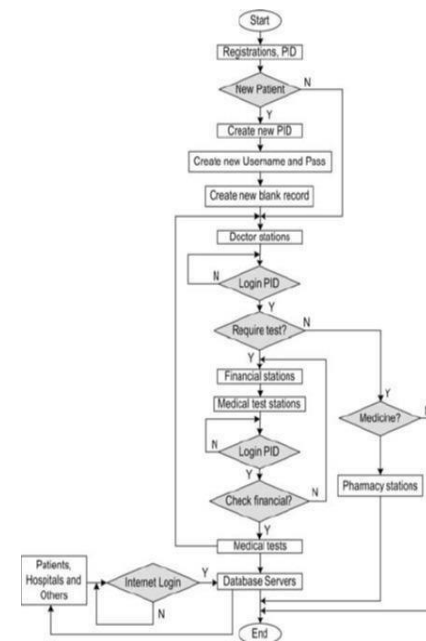 Start
Registrations, PID
New Patient
N
Y
Create new PID
Create new Username and Pass
Create new blank record
Doctor stations
Login PID
N
Y
Require test?
N
Y
Financial stations
Medical test stations
Login PID
N
Y
Check financial?
N
Y
Medical tests
Y
Medicine?
N
Pharmacy stations
Patients,
Hospitals and
Others
Internet Login
Y
N
Database Servers
End